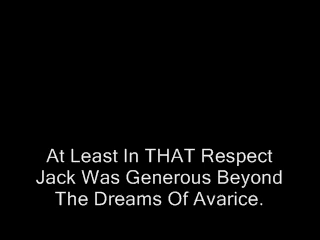 At Least In THAT Respect
Jack Was Generous Beyond
The Dreams Of Avarice.